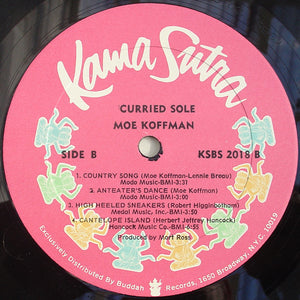 Kama Sutra
CURRIED SOLE
MOE KOFFMAN
SIDE B KSBS 2018 B
1. COUNTRY SONG (Moe Koffman-Lennie Breau)
Modo Music-BMI-3:31
2. ANTEATER'S DANCE (Moe Koffman)
Modo Music-BMI-3:00
3. HIGH HEELED SNEAKERS (Robert Higginbotham)
Medal Music, Inc.-BMI-3:50
4. CANTELOPE ISLAND (Herbert Jeffrey Hancock)
Hancock Music Co.-BMI-6:55
Produced by Mort Ross
Exclusively Distributed By Buddah Records, 1650 Broadway, N.Y.C. 10019